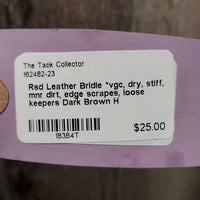 The Tack Collector
162482-23
Rsd Leather Bridle *vgc, dry, stiff,
mnr dirt, edge scrapes, loose
keepers Dark Brown H
183B4T
$25.00